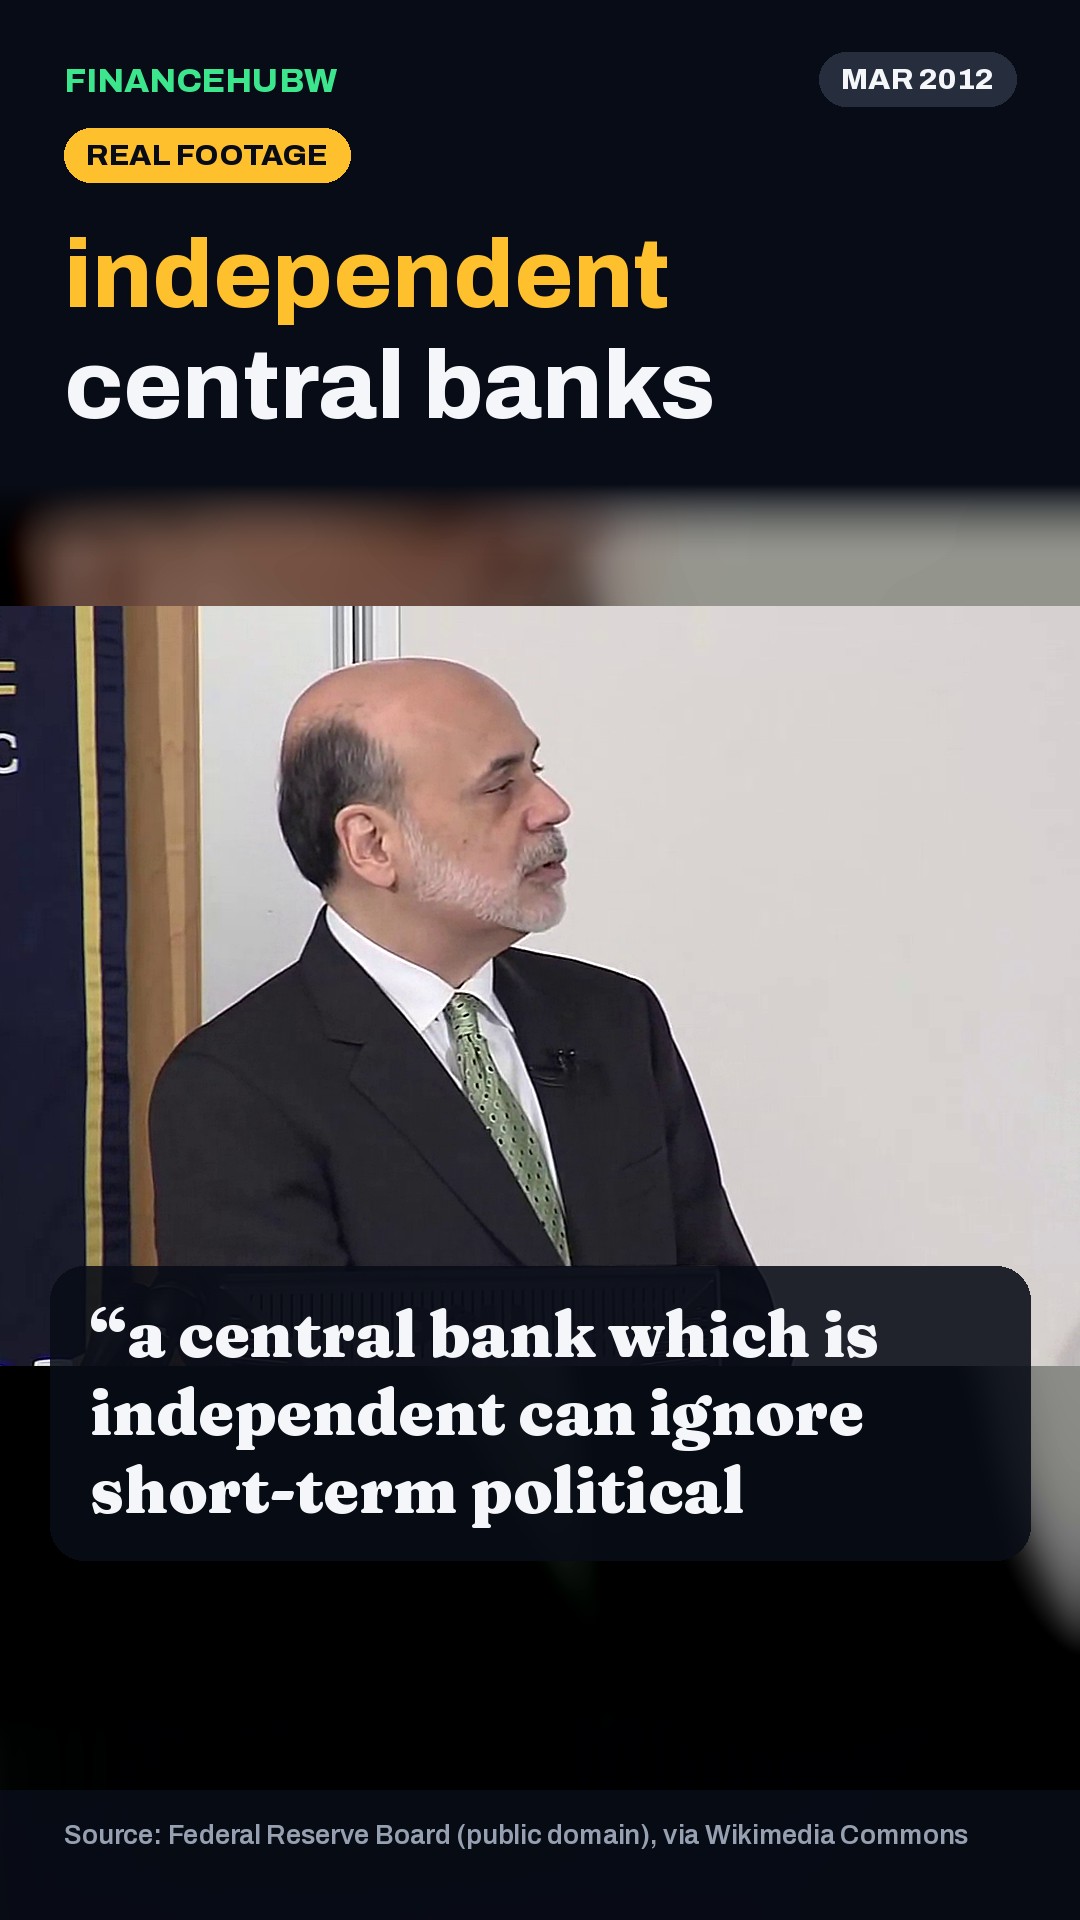 FINANCEHUBW
MAR 2012
REAL FOOTAGE
independent
central banks
C
“a central bank which is
independent can ignore
short-term political
Source: Federal Reserve Board (public domain), via Wikimedia Commons